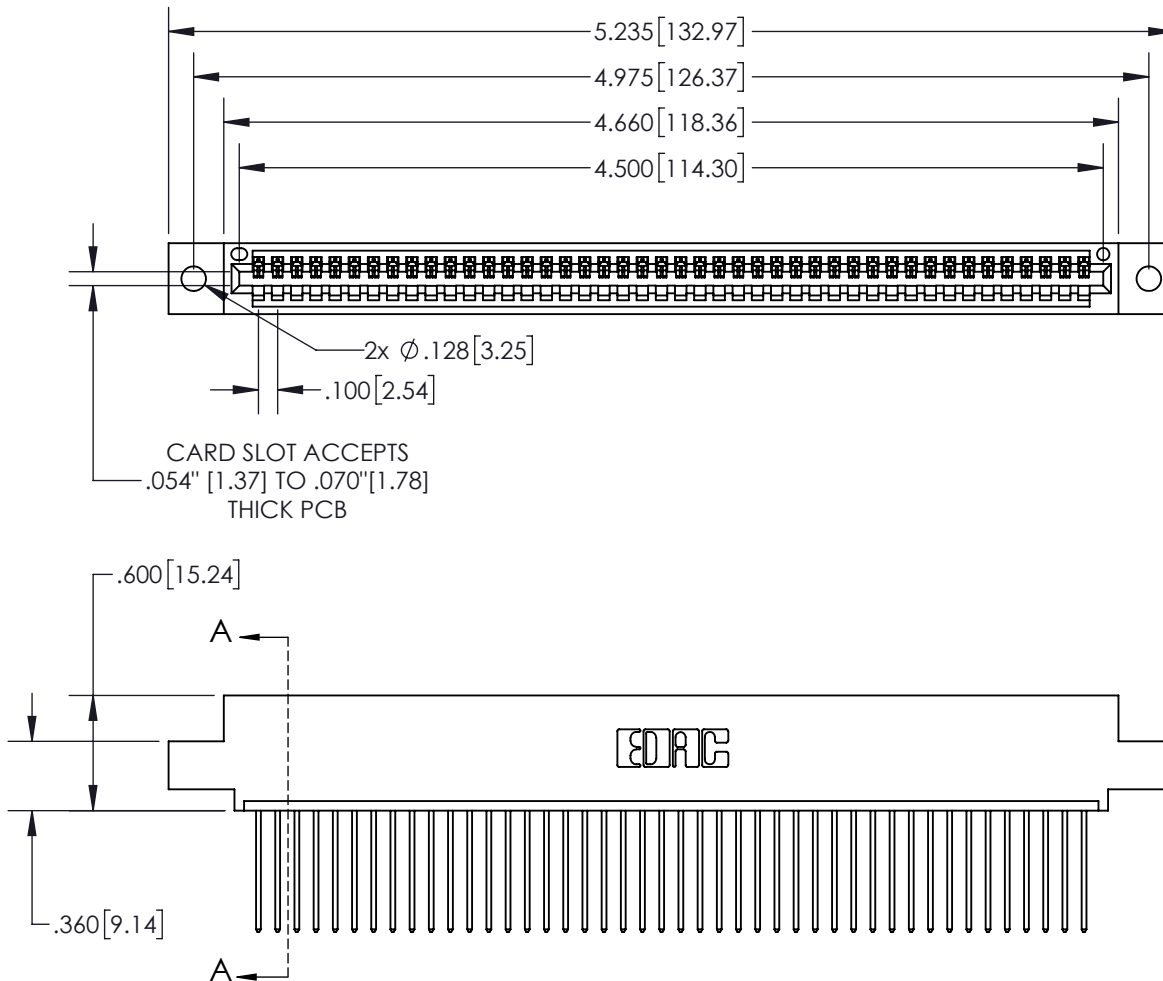 5.235[132.97]
4.975[126.37]
4.660[118.36]
4.500[114.30]
2x Ø.128[3.25]
.100[2.54]
CARD SLOT ACCEPTS
.054" [1.37] TO .070"[1.78]
THICK PCB
.600[15.24]
A
EDAC
.360[9.14]
A